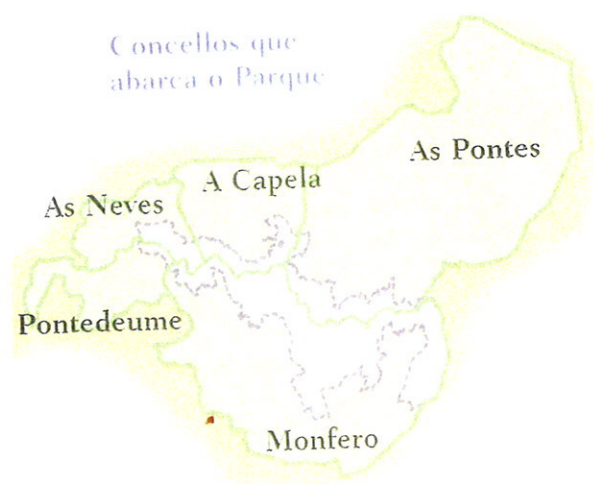 Concellos que
abarca o Parque
As Pontes
A Capela
As Neves
Pontedeume
Monfero